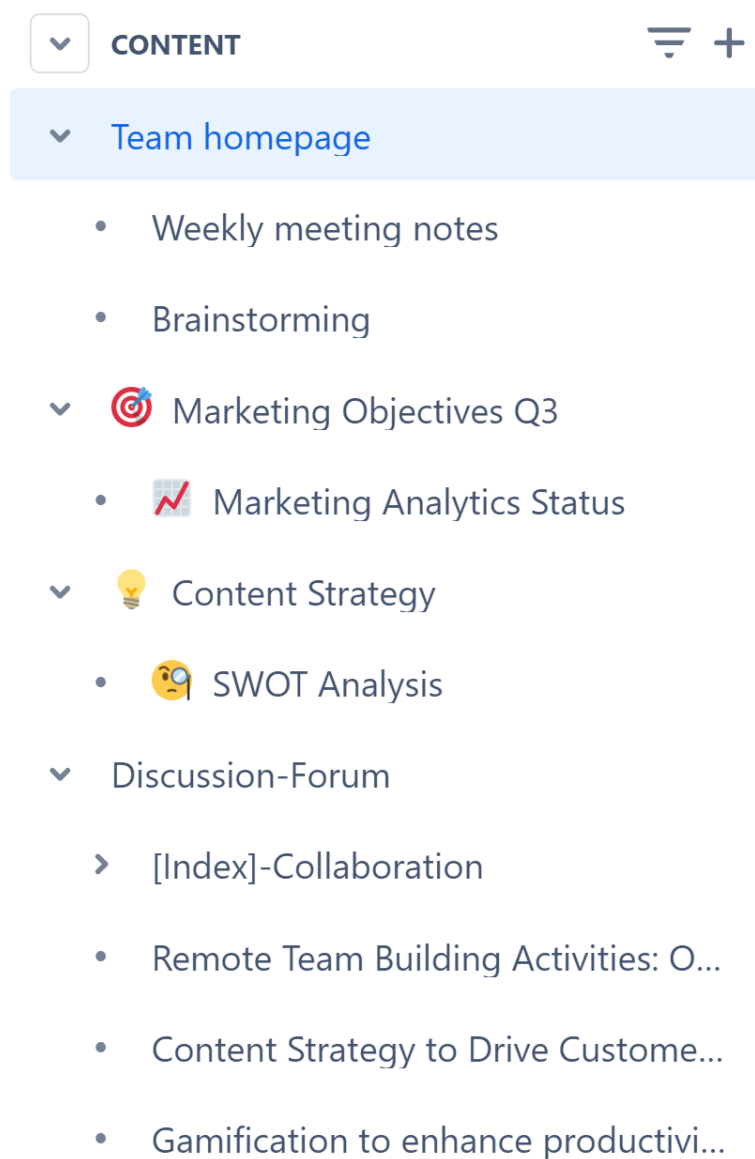 CONTENT
Team homepage
Weekly meeting notes
Brainstorming
Marketing Objectives Q3
Marketing Analytics Status
Content Strategy
SWOT Analysis
Discussion-Forum
[Index]-Collaboration
Remote Team Building Activities: O...
Content Strategy to Drive Custome...
Gamification to enhance productivi...